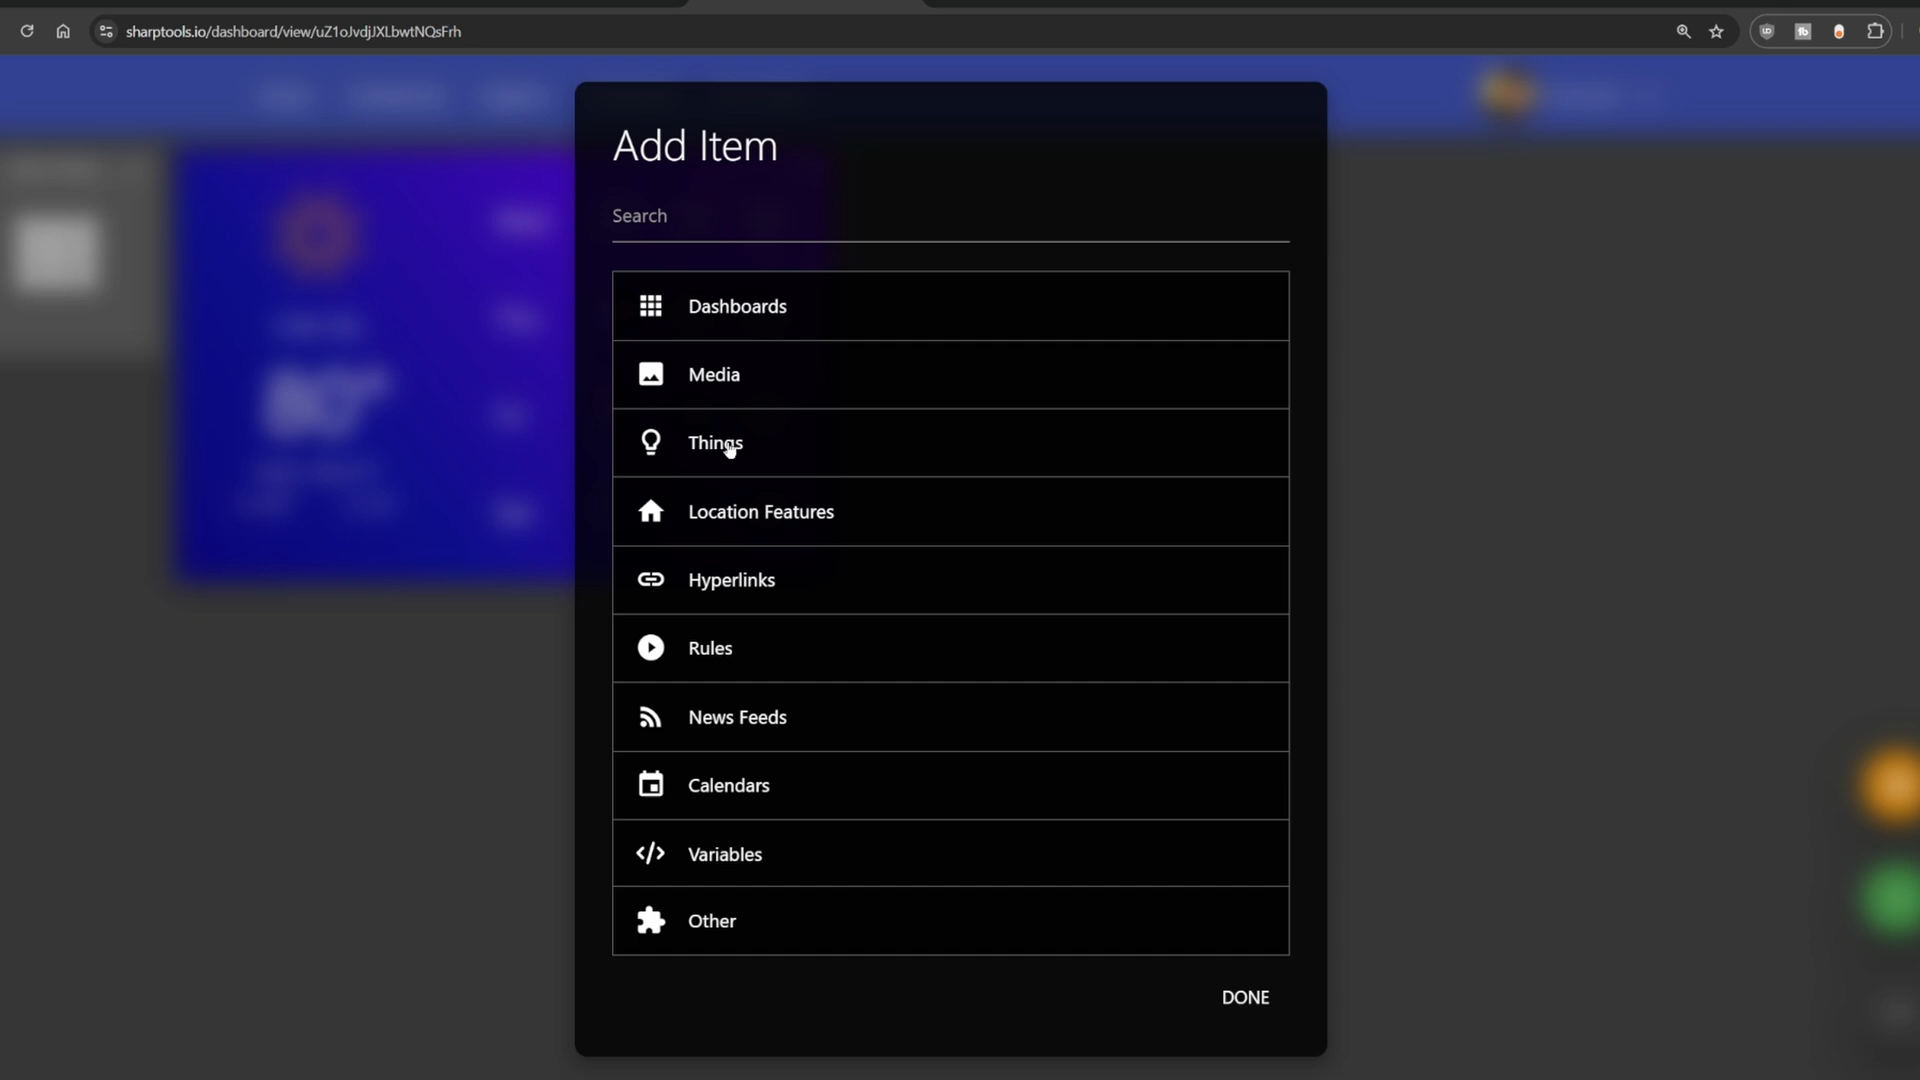 sharptools.io/dashboard/view/uZ1oJvdjJXLbwtNQsFrh
Add Item
Search
Dashboards
Media
Things
Location Features
Hyperlinks
Rules
News Feeds
Calendars
Variables
Other
DONE